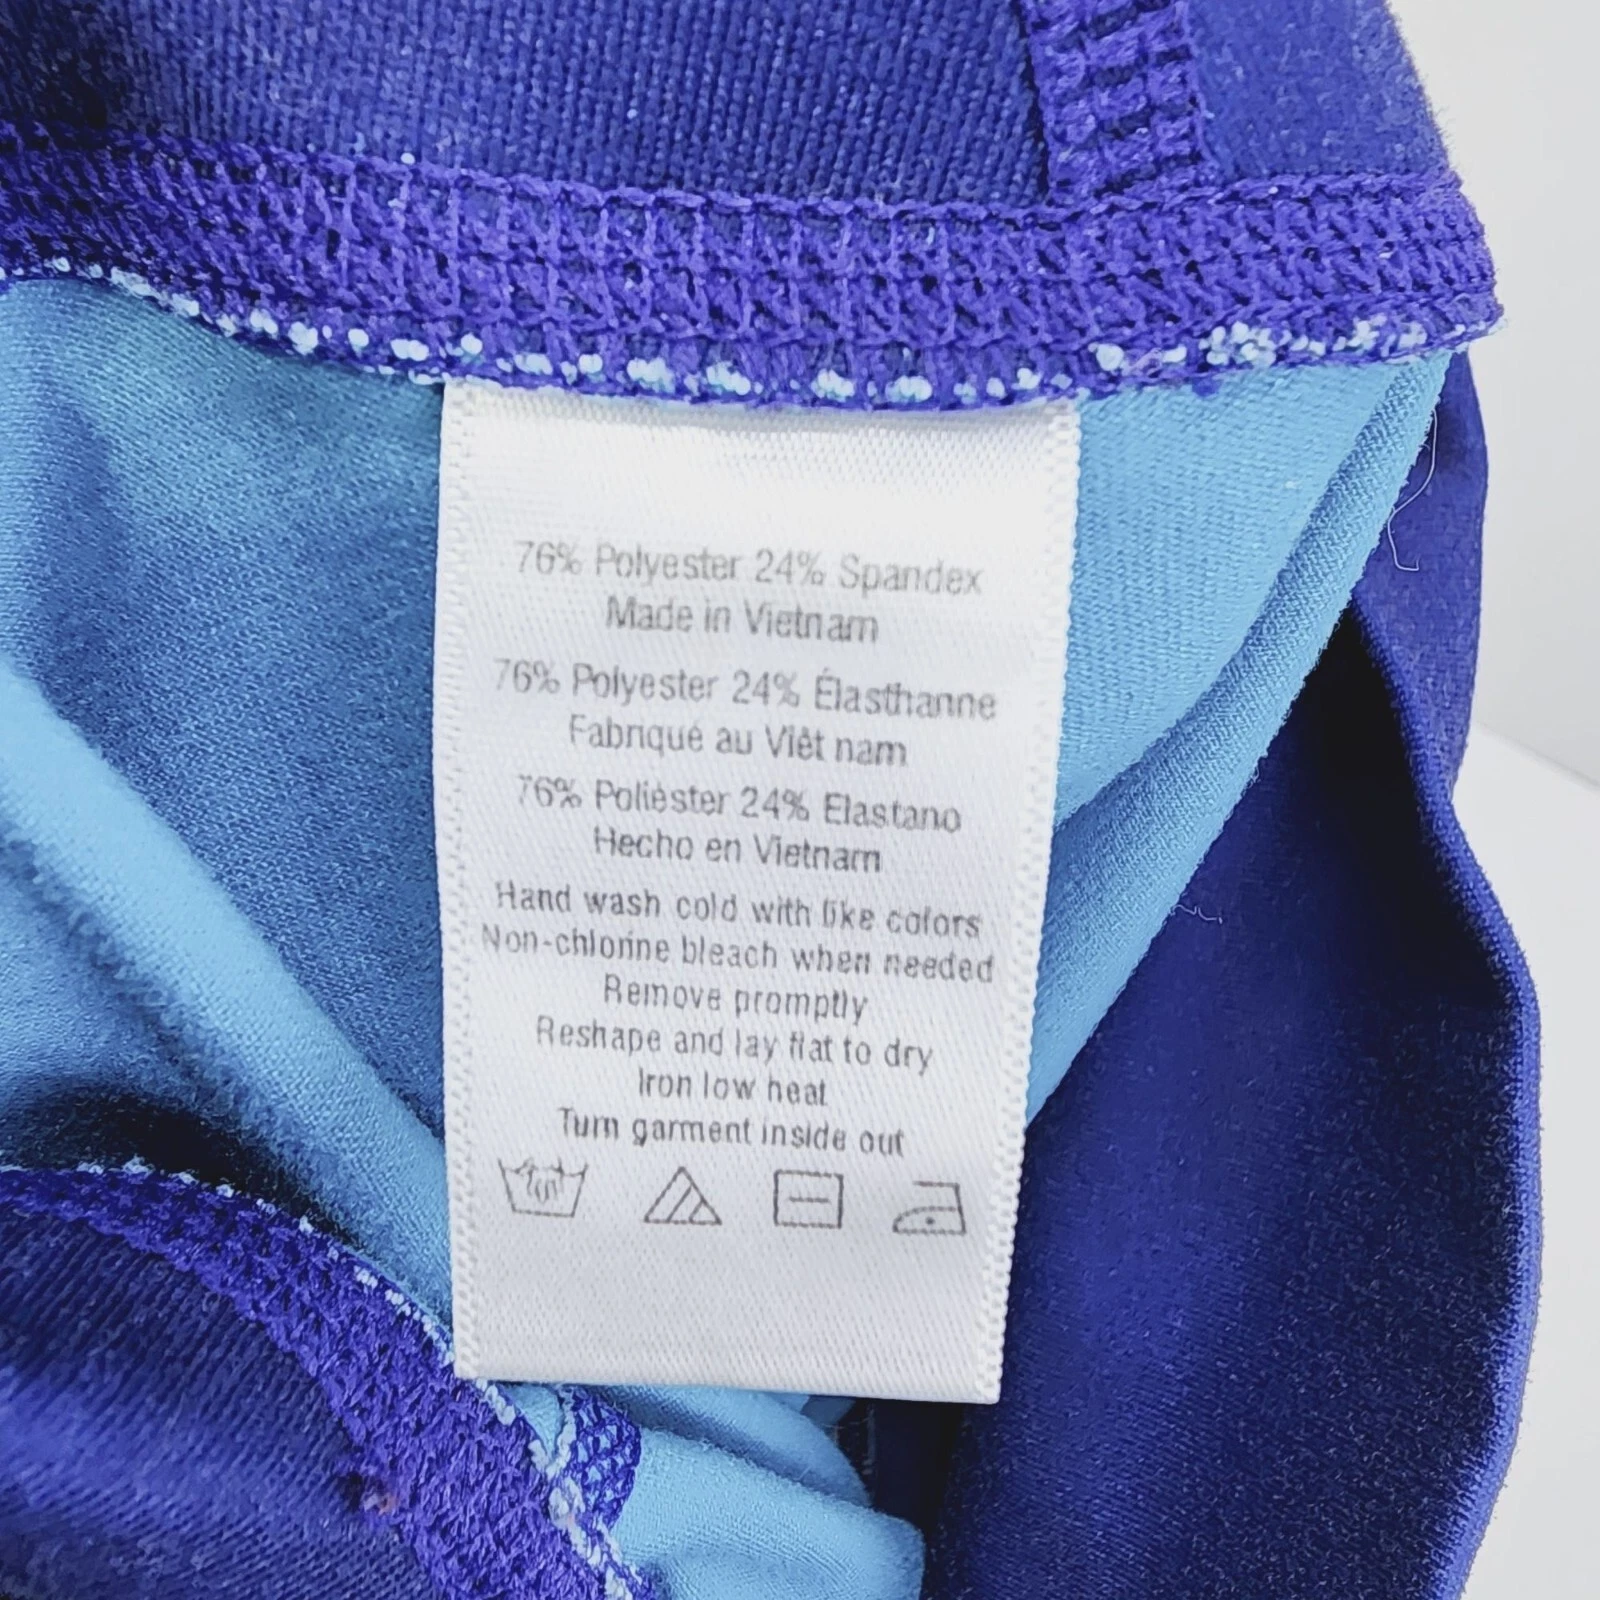 76% Polyester 24% Spandex
Made in Vietnam
76% Polyester 24% Élasthanne
Fabriqué au Viêt nam
76% Poliéster 24% Elastano
Hecho en Vietnam
Hand wash cold with like colors
Non-chlorine bleach when needed
Remove promptly
Reshape and lay flat to dry
Iron low heat
Turn garment inside out